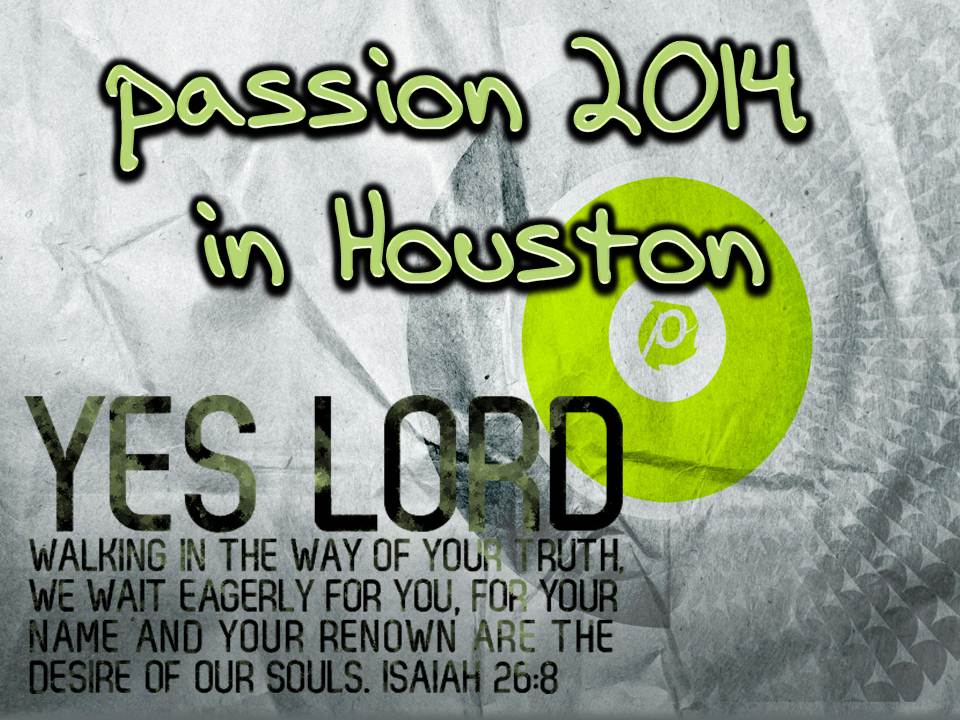 passion 2014
in Houston
p
YES LORD
WALKING IN THE WAY OF YOUR TRUTH,
WE WAIT EAGERLY FOR YOU, FOR YOUR
NAME AND YOUR RENOWN ARE THE
DESIRE OF OUR SOULS. ISAIAH 26:8